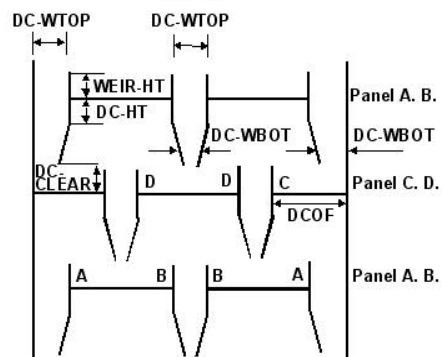 DC-WTOP DC-WTOP
WEIR-HT
Panel A. B.
DC-HT
DC-WBOT DC-WBOT
DC-
CLEAR
D D C Panel C. D.
DCOF
A B B A Panel A. B.